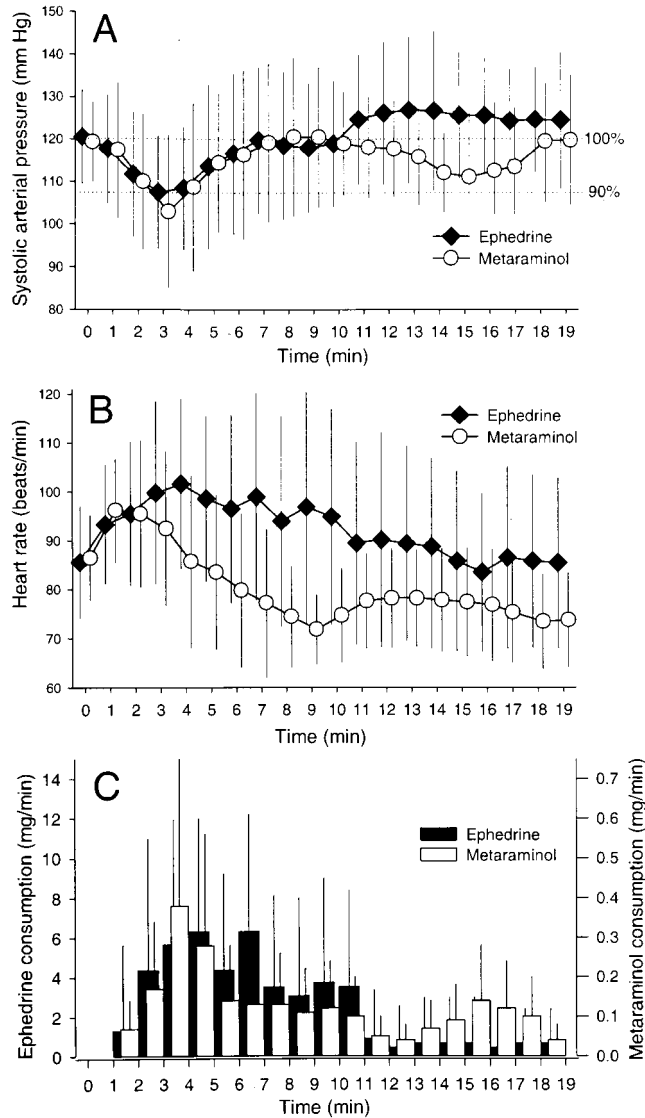 A
Systolic arterial pressure (mm Hg)
150
140
130
120
110
100
90
80
100%
90%
Ephedrine
Metaraminol
0 1 2 3 4 5 6 7 8 9 10 11 12 13 14 15 16 17 18 19
Time (min)
B
Heart rate (beats/min)
120
110
100
90
80
70
60
Ephedrine
Metaraminol
0 1 2 3 4 5 6 7 8 9 10 11 12 13 14 15 16 17 18 19
Time (min)
C
Ephedrine consumption (mg/min)
14
12
10
8
6
4
2
0
Ephedrine
Metaraminol
0.7
0.6
0.5
0.4
0.3
0.2
0.1
0.0
Metaraminol consumption (mg/min)
0 1 2 3 4 5 6 7 8 9 10 11 12 13 14 15 16 17 18 19
Time (min)